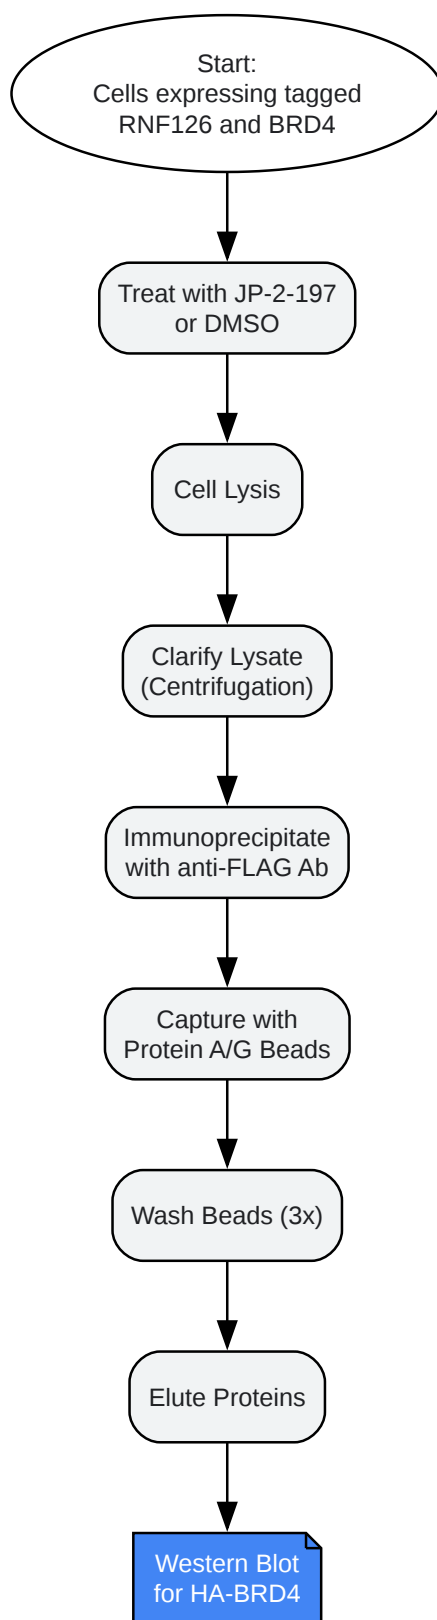 Start:
Cells expressing tagged
RNF126 and BRD4
Treat with JP-2-197
or DMSO
Cell Lysis
Clarify Lysate
(Centrifugation)
Immunoprecipitate
with anti-FLAG Ab
Capture with
Protein A/G Beads
Wash Beads (3x)
Elute Proteins
Western Blot
for HA-BRD4